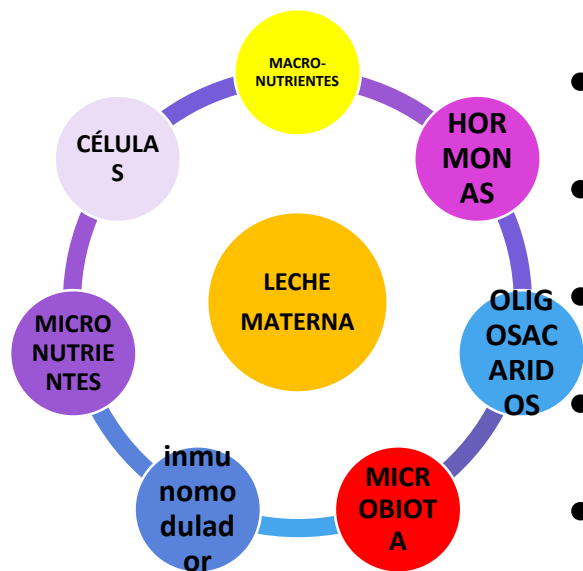 MACRO-
NUTRIENTES
HOR
MON
AS
OLIG
OSAC
ARID
OS
MICR
OBIOT
A
inmu
nomo
dulad
or
MICRO
NUTRIE
NTES
CÉLULA
S
LECHE
MATERNA